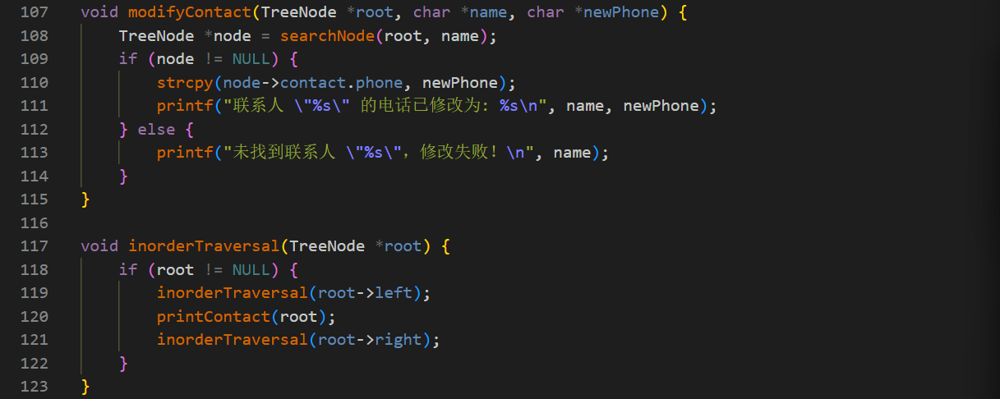 107 void modifyContact(TreeNode *root, char *name, char *newPhone) {
108     TreeNode *node = searchNode(root, name);
109     if (node != NULL) {
110         strcpy(node->contact.phone, newPhone);
111         printf("联系人 \"%s\" 的电话已修改为: %s\n", name, newPhone);
112     } else {
113         printf("未找到联系人 \"%s\", 修改失败! \n", name);
114     }
115 }
116
117 void inorderTraversal(TreeNode *root) {
118     if (root != NULL) {
119         inorderTraversal(root->left);
120         printContact(root);
121         inorderTraversal(root->right);
122     }
123 }